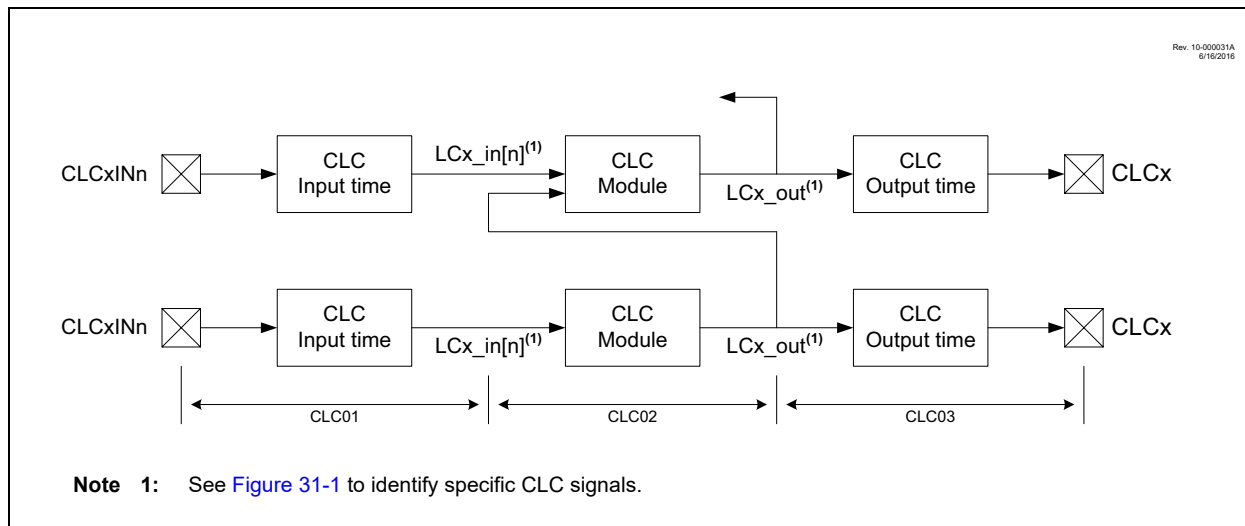 Rev. 10-000031A
6/16/2016
CLCxINn
CLC
Input time
LCx_in[n](1)
CLC
Module
LCx_out(1)
CLC
Output time
CLCx
CLCxINn
CLC
Input time
LCx_in[n](1)
CLC
Module
LCx_out(1)
CLC
Output time
CLCx
CLC01
CLC02
CLC03
Note 1: See Figure 31-1 to identify specific CLC signals.